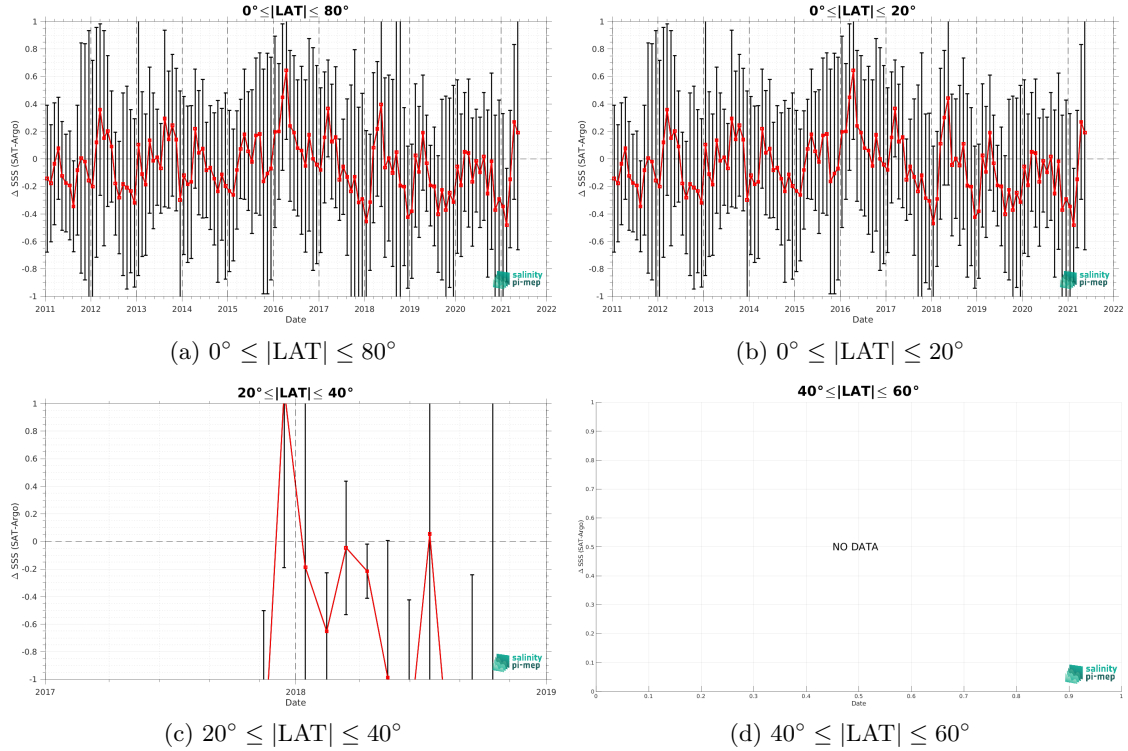 0°≤|LAT|≤ 80°
1
0.8
0.6
0.4
0.2
0
-0.2
-0.4
-0.6
-0.8
-1
Δ SSS (SAT-Argo)
2011 2012 2013 2014 2015 2016 2017 2018 2019 2020 2021 2022
Date
salinity
pi-mep
(a) 0° ≤ |LAT| ≤ 80°
0°≤|LAT|≤ 20°
1
0.8
0.6
0.4
0.2
0
-0.2
-0.4
-0.6
-0.8
-1
Δ SSS (SAT-Argo)
2011 2012 2013 2014 2015 2016 2017 2018 2019 2020 2021 2022
Date
salinity
pi-mep
(b) 0° ≤ |LAT| ≤ 20°
20°≤|LAT|≤ 40°
1
0.8
0.6
0.4
0.2
0
-0.2
-0.4
-0.6
-0.8
-1
Δ SSS (SAT-Argo)
2017 2018 2019
Date
salinity
pi-mep
(c) 20° ≤ |LAT| ≤ 40°
40°≤|LAT|≤ 60°
1
0.9
0.8
0.7
0.6
0.5
0.4
0.3
0.2
0.1
0
Δ SSS (SAT-Argo)
NO DATA
0 0.1 0.2 0.3 0.4 0.5 0.6 0.7 0.8 0.9 1
Date
salinity
pi-mep
(d) 40° ≤ |LAT| ≤ 60°